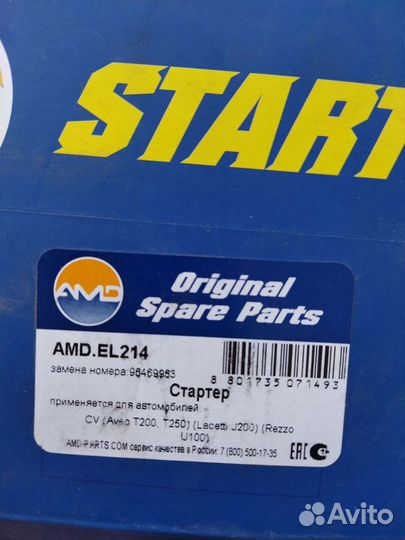 START
AMD
Original
Spare Parts
AMD.EL214
замена номера:96469963
8 801735 071493
Стартер
применяется для автомобилей
CV (Aveo T200, T250) (Lacetti J200) (Rezzo
U100)
AMD-PARTS.COM сервис качества в России: 7 (800) 500-17-35
EAC
Avito